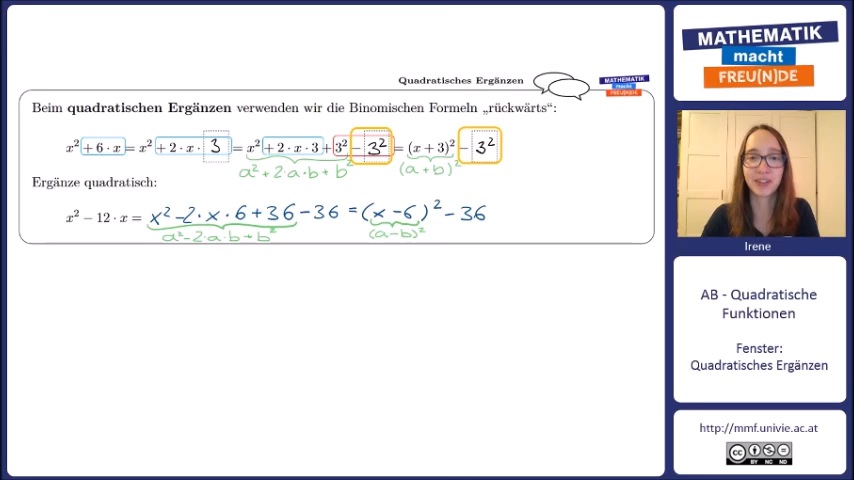 Quadratisches Ergänzen
MATHEMATIK
macht
FREU(N)DE
Beim quadratischen Ergänzen verwenden wir die Binomischen Formeln „rückwärts“:
x² + 6 · x = x² + 2 · x · 3 = x² + 2 · x · 3 + 3² − 3² = (x + 3)² − 3²
a² + 2 · a · b + b² (a + b)²
Ergänze quadratisch:
x² − 12 · x = x² − 2 · x · 6 + 36 − 36 = (x − 6)² − 36
a² − 2 · a · b + b² (a − b)²
MATHEMATIK
macht
FREU(N)DE
Irene
AB - Quadratische
Funktionen
Fenster:
Quadratisches Ergänzen
http://mmf.univie.ac.at
cc
BY NC ND